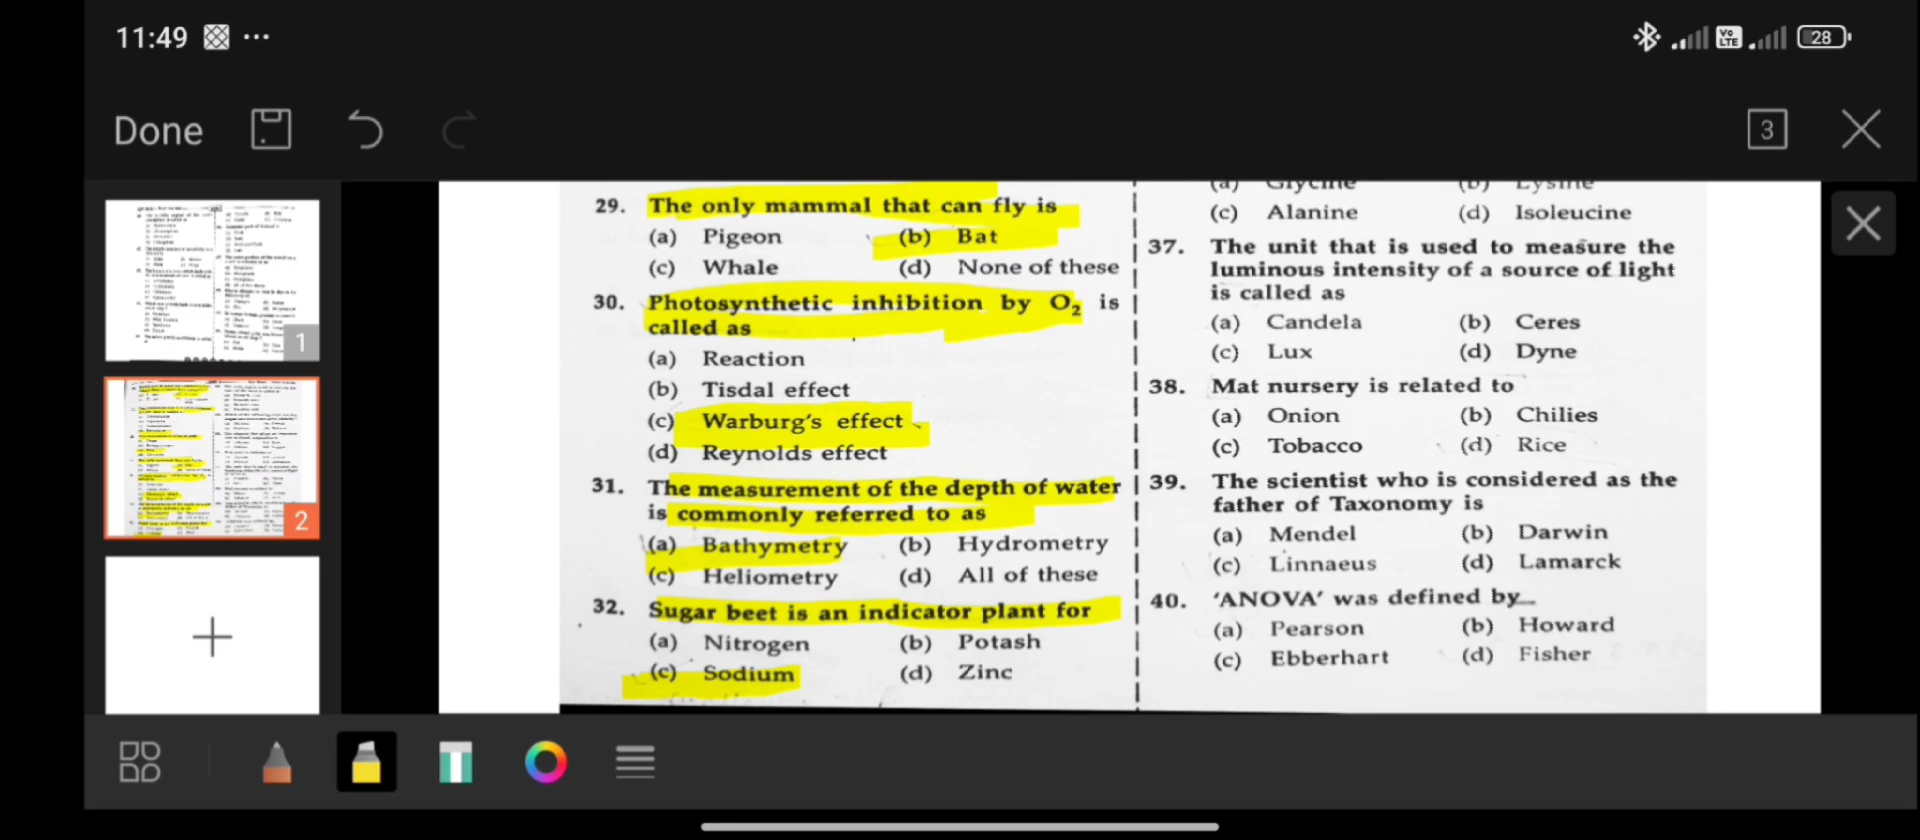 11:49
Vo LTE
28
Done
3
1
2
29. The only mammal that can fly is
(a) Pigeon (b) Bat
(c) Whale (d) None of these
30. Photosynthetic inhibition by O₂ is
called as
(a) Reaction
(b) Tisdal effect
(c) Warburg's effect
(d) Reynolds effect
31. The measurement of the depth of water
is commonly referred to as
(a) Bathymetry (b) Hydrometry
(c) Heliometry (d) All of these
32. Sugar beet is an indicator plant for
(a) Nitrogen (b) Potash
(c) Sodium (d) Zinc
(a) Glycine (b) Lysine
(c) Alanine (d) Isoleucine
37. The unit that is used to measure the
luminous intensity of a source of light
is called as
(a) Candela (b) Ceres
(c) Lux (d) Dyne
38. Mat nursery is related to
(a) Onion (b) Chilies
(c) Tobacco (d) Rice
39. The scientist who is considered as the
father of Taxonomy is
(a) Mendel (b) Darwin
(c) Linnaeus (d) Lamarck
40. 'ANOVA' was defined by
(a) Pearson (b) Howard
(c) Ebberhart (d) Fisher